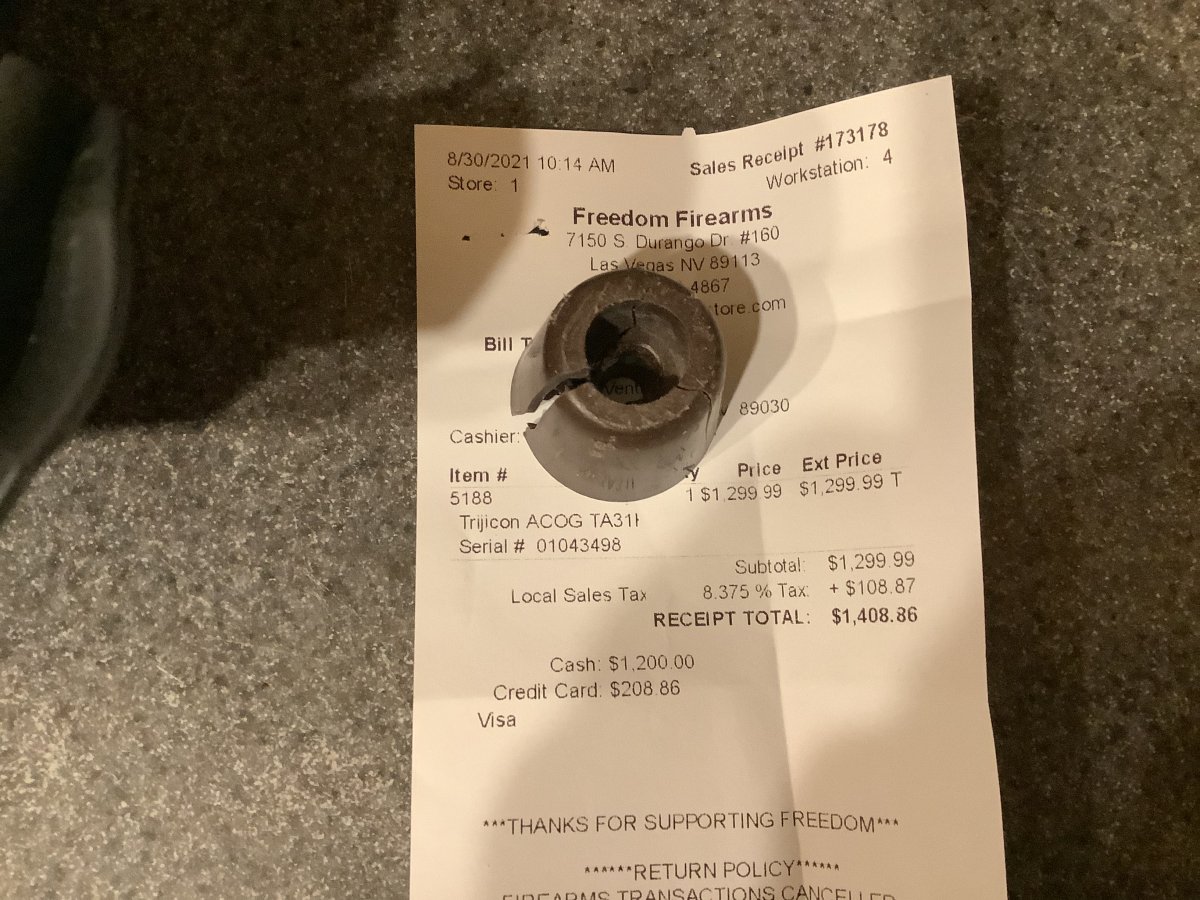 8/30/2021 10:14 AM
Sales Receipt #173178
Store: 1
Workstation: 4
Freedom Firearms
7150 S. Durango Dr. #160
Las Vegas NV 89113
4867
tore.com
Bill T
89030
Cashier:
Item # y Price Ext Price
5188 1 $1,299.99 $1,299.99 T
Trijicon ACOG TA31
Serial # 01043498
Subtotal: $1,299.99
Local Sales Tax 8.375 % Tax: + $108.87
RECEIPT TOTAL: $1,408.86
Cash: $1,200.00
Credit Card: $208.86
Visa
***THANKS FOR SUPPORTING FREEDOM***
******RETURN POLICY******
FIREARMS TRANSACTIONS CANCELLED